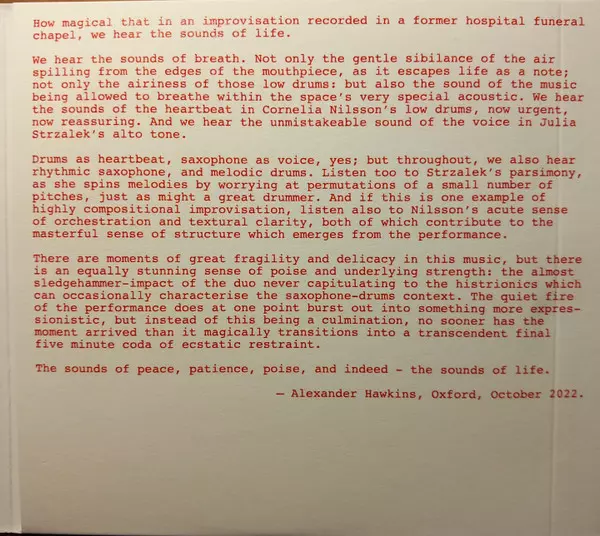 How magical that in an improvisation recorded in a former hospital funeral
chapel, we hear the sounds of life.
We hear the sounds of breath. Not only the gentle sibilance of the air
spilling from the edges of the mouthpiece, as it escapes life as a note;
not only the airiness of those low drums: but also the sound of the music
being allowed to breathe within the space's very special acoustic. We hear
the sounds of the heartbeat in Cornelia Nilsson's low drums, now urgent,
now reassuring. And we hear the unmistakeable sound of the voice in Julia
Strzalek's alto tone.
Drums as heartbeat, saxophone as voice, yes; but throughout, we also hear
rhythmic saxophone, and melodic drums. Listen too to Strzalek's parsimony,
as she spins melodies by worrying at permutations of a small number of
pitches, just as might a great drummer. And if this is one example of
highly compositional improvisation, listen also to Nilsson's acute sense
of orchestration and textural clarity, both of which contribute to the
masterful sense of structure which emerges from the performance.
There are moments of great fragility and delicacy in this music, but there
is an equally stunning sense of poise and underlying strength: the almost
sledgehammer-impact of the duo never capitulating to the histrionics which
can occasionally characterise the saxophone-drums context. The quiet fire
of the performance does at one point burst out into something more expres-
sionistic, but instead of this being a culmination, no sooner has the
moment arrived than it magically transitions into a transcendent final
five minute coda of ecstatic restraint.
The sounds of peace, patience, poise, and indeed – the sounds of life.
— Alexander Hawkins, Oxford, October 2022.